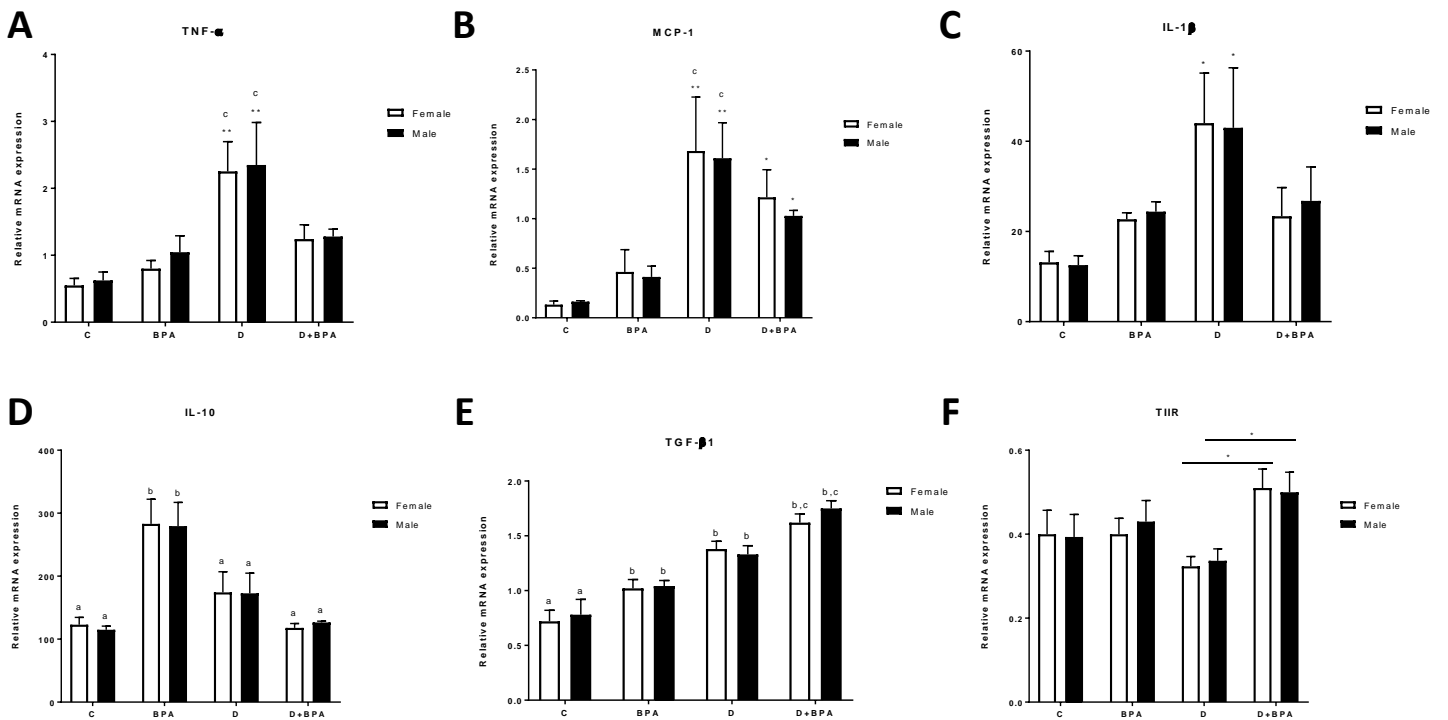 A
TNF-α
Relative mRNA expression
4
3
2
1
0
c
**
c
**
C
BPA
D
D+BPA
Female
Male
B
MCP-1
Relative mRNA expression
2.5
2.0
1.5
1.0
0.5
0.0
c
**
c
**
*
*
C
BPA
D
D+BPA
Female
Male
C
IL-1β
Relative mRNA expression
60
40
20
0
*
*
C
BPA
D
D+BPA
Female
Male
D
IL-10
Relative mRNA expression
400
300
200
100
0
a
a
b
b
a
a
a
a
C
BPA
D
D+BPA
Female
Male
E
TGF-β1
Relative mRNA expression
2.0
1.5
1.0
0.5
0.0
a
a
b
b
b
b
b,c
b,c
C
BPA
D
D+BPA
Female
Male
F
TIIR
Relative mRNA expression
0.6
0.4
0.2
0.0
*
*
C
BPA
D
D+BPA
Female
Male